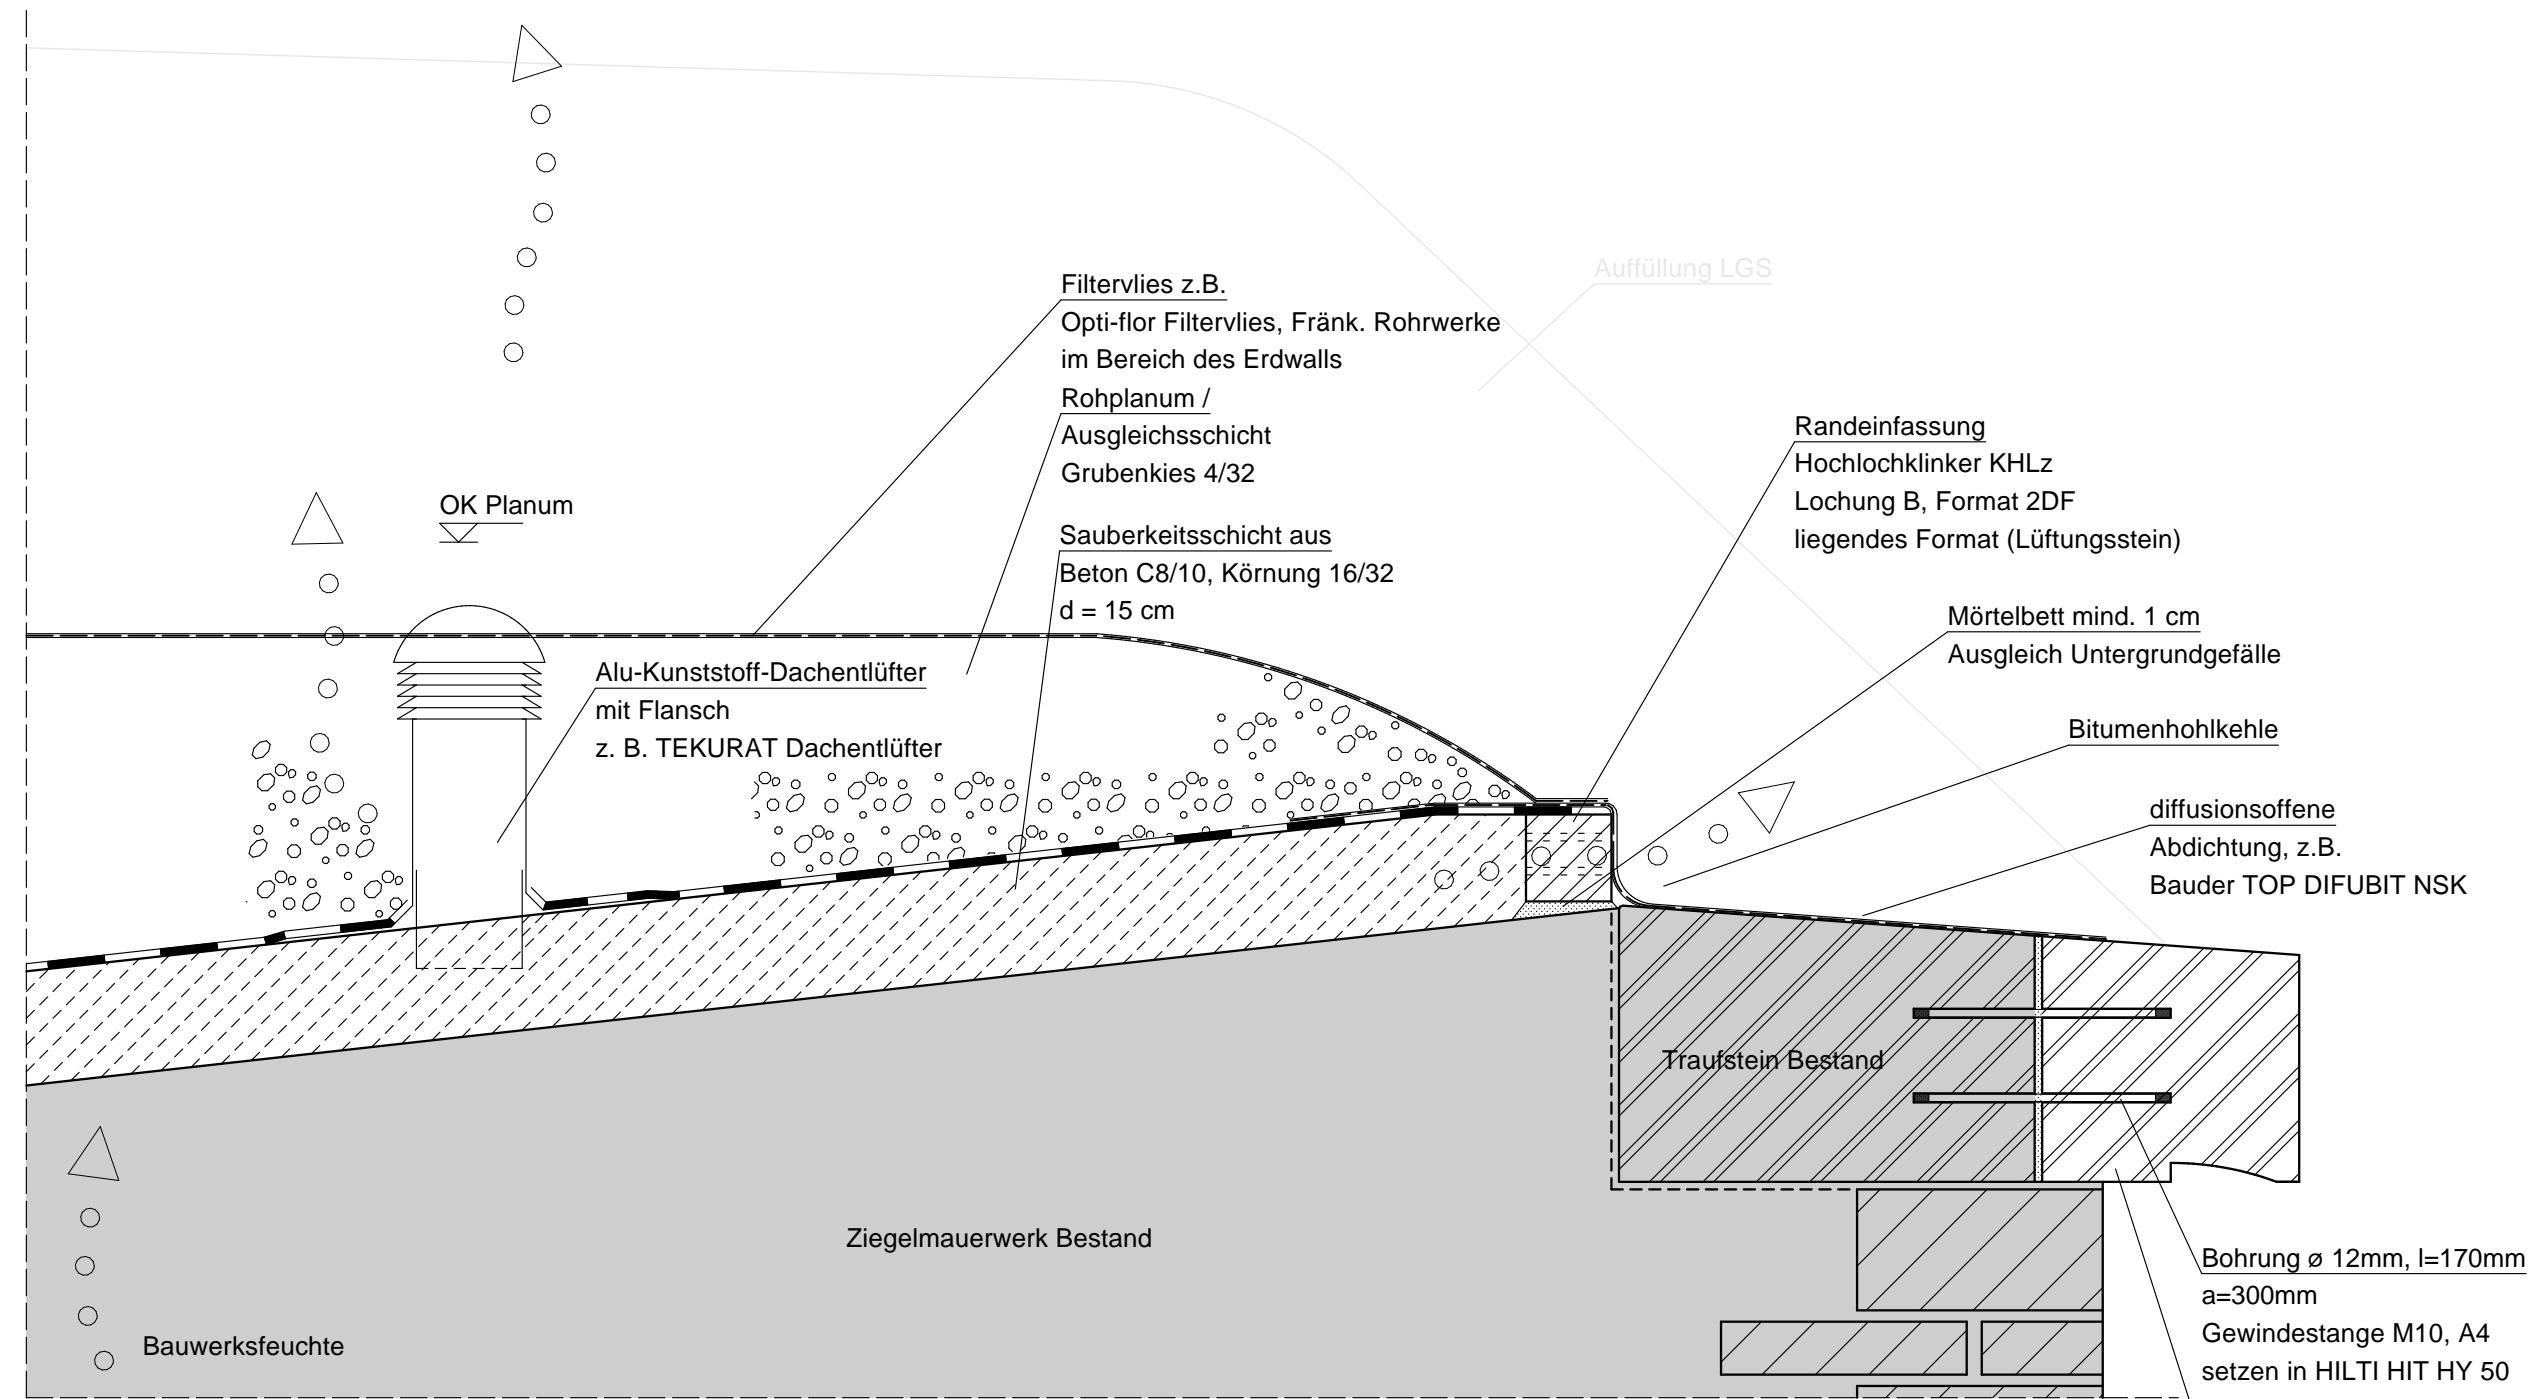 Auffüllung LGS
Filtervlies z.B.
Opti-flor Filtervlies, Fränk. Rohrwerke
im Bereich des Erdwalls
Rohplanum /
Ausgleichsschicht
Grubenkies 4/32
Sauberkeitsschicht aus
Beton C8/10, Körnung 16/32
d = 15 cm
OK Planum
Alu-Kunststoff-Dachentlüfter
mit Flansch
z. B. TEKURAT Dachentlüfter
Randeinfassung
Hochlochklinker KHLz
Lochung B, Format 2DF
liegendes Format (Lüftungsstein)
Mörtelbett mind. 1 cm
Ausgleich Untergrundgefälle
Bitumenhohlkehle
diffusionsoffene
Abdichtung, z.B.
Bauder TOP DIFUBIT NSK
Traufstein Bestand
Ziegelmauerwerk Bestand
Bauwerksfeuchte
Bohrung ø 12mm, l=170mm
a=300mm
Gewindestange M10, A4
setzen in HILTI HIT HY 50